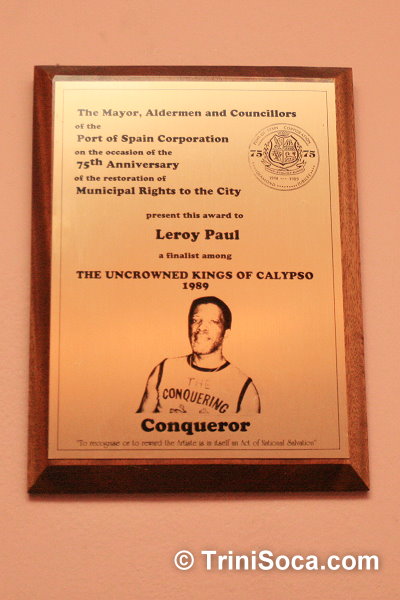 The Mayor, Aldermen and Councillors
of the
Port of Spain Corporation
on the occasion of the
75th Anniversary
of the restoration of
Municipal Rights to the City
75 75
present this award to
Leroy Paul
a finalist among
THE UNCROWNED KINGS OF CALYPSO
1989
THE
CONQUERING
Conqueror
"To recognise or to reward the Artiste is in itself an Act of National Salvation"
© TriniSoca.com